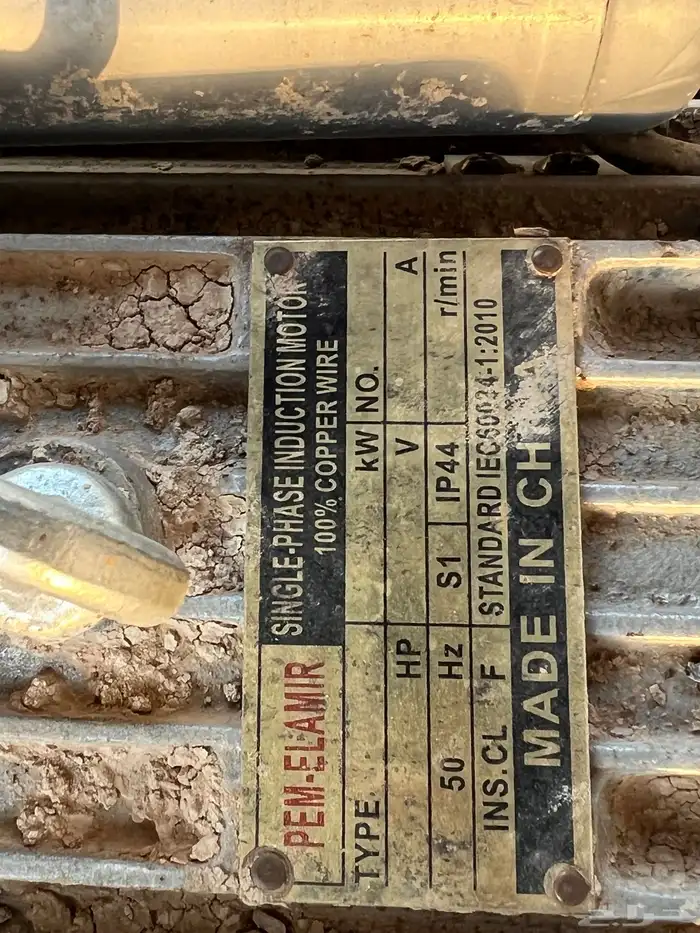 PEM-ELAMIR SINGLE-PHASE INDUCTION MOTOR
100% COPPER WIRE
TYPE kW NO.
HP V A
50 Hz S1 IP44 r/min
INS.CL F STANDARD IEC60034-1:2010
MADE IN CH A
حراج